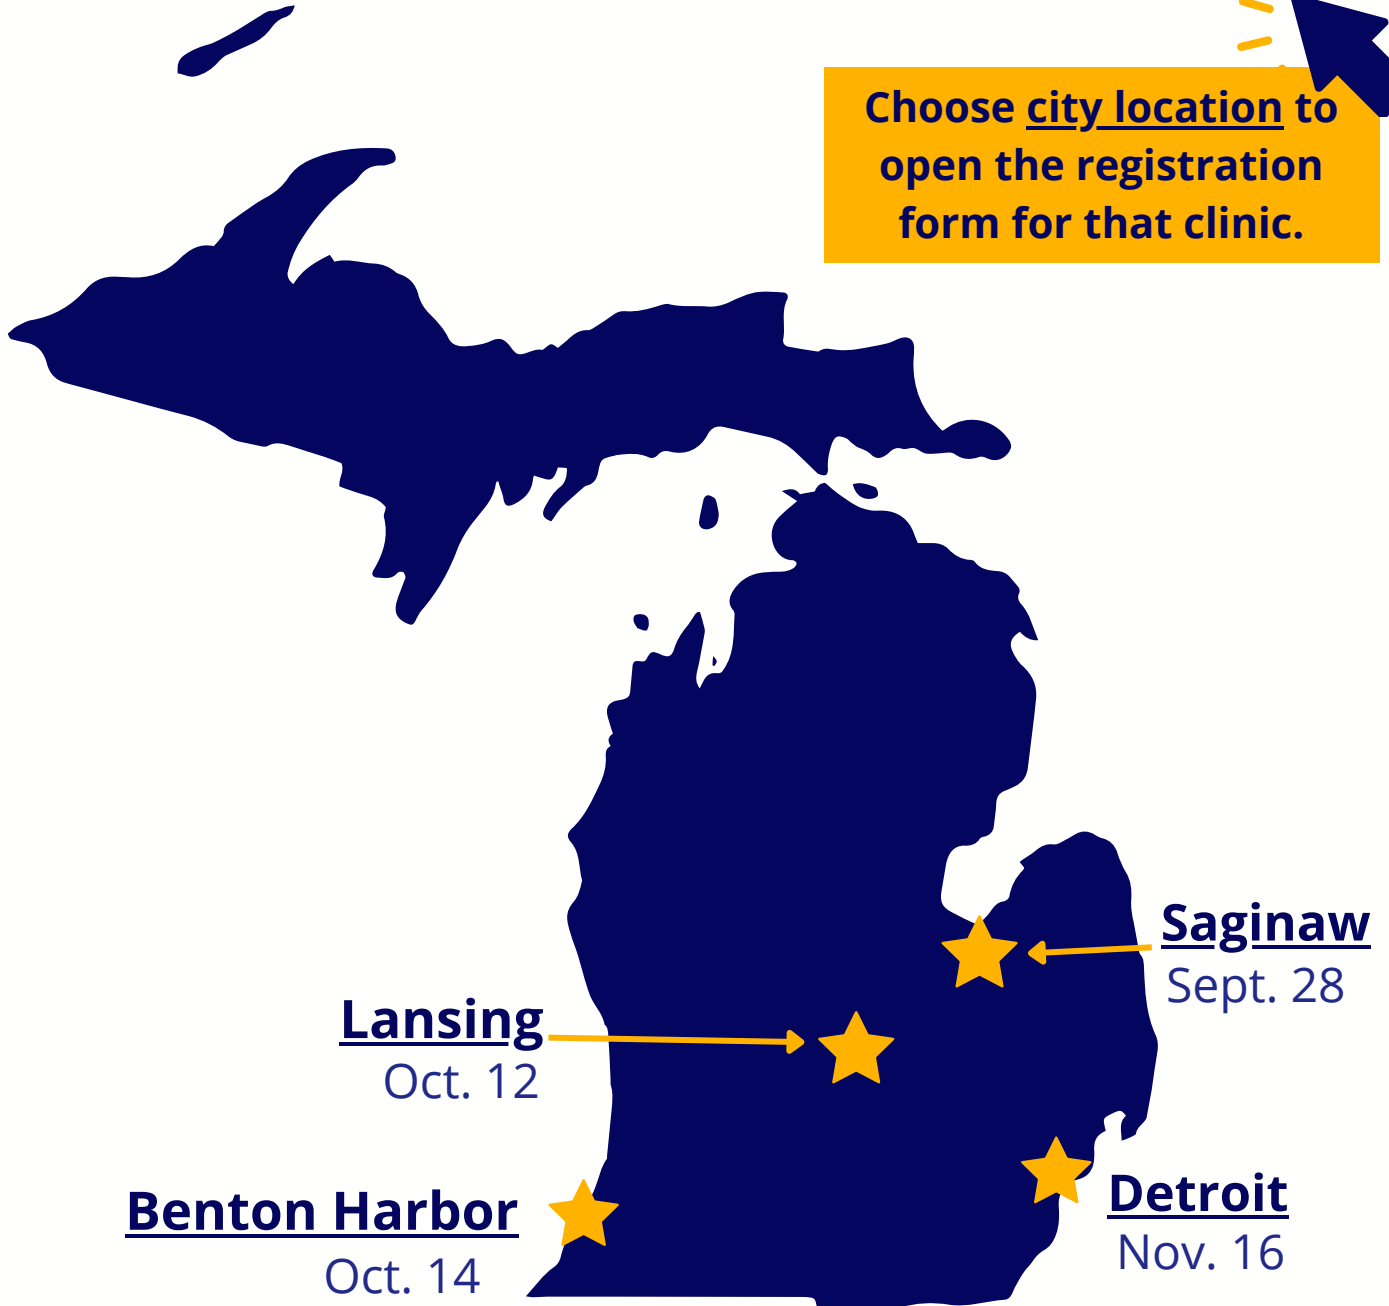 Choose city location to
open the registration
form for that clinic.
Saginaw
Sept. 28
Lansing
Oct. 12
Benton Harbor
Oct. 14
Detroit
Nov. 16